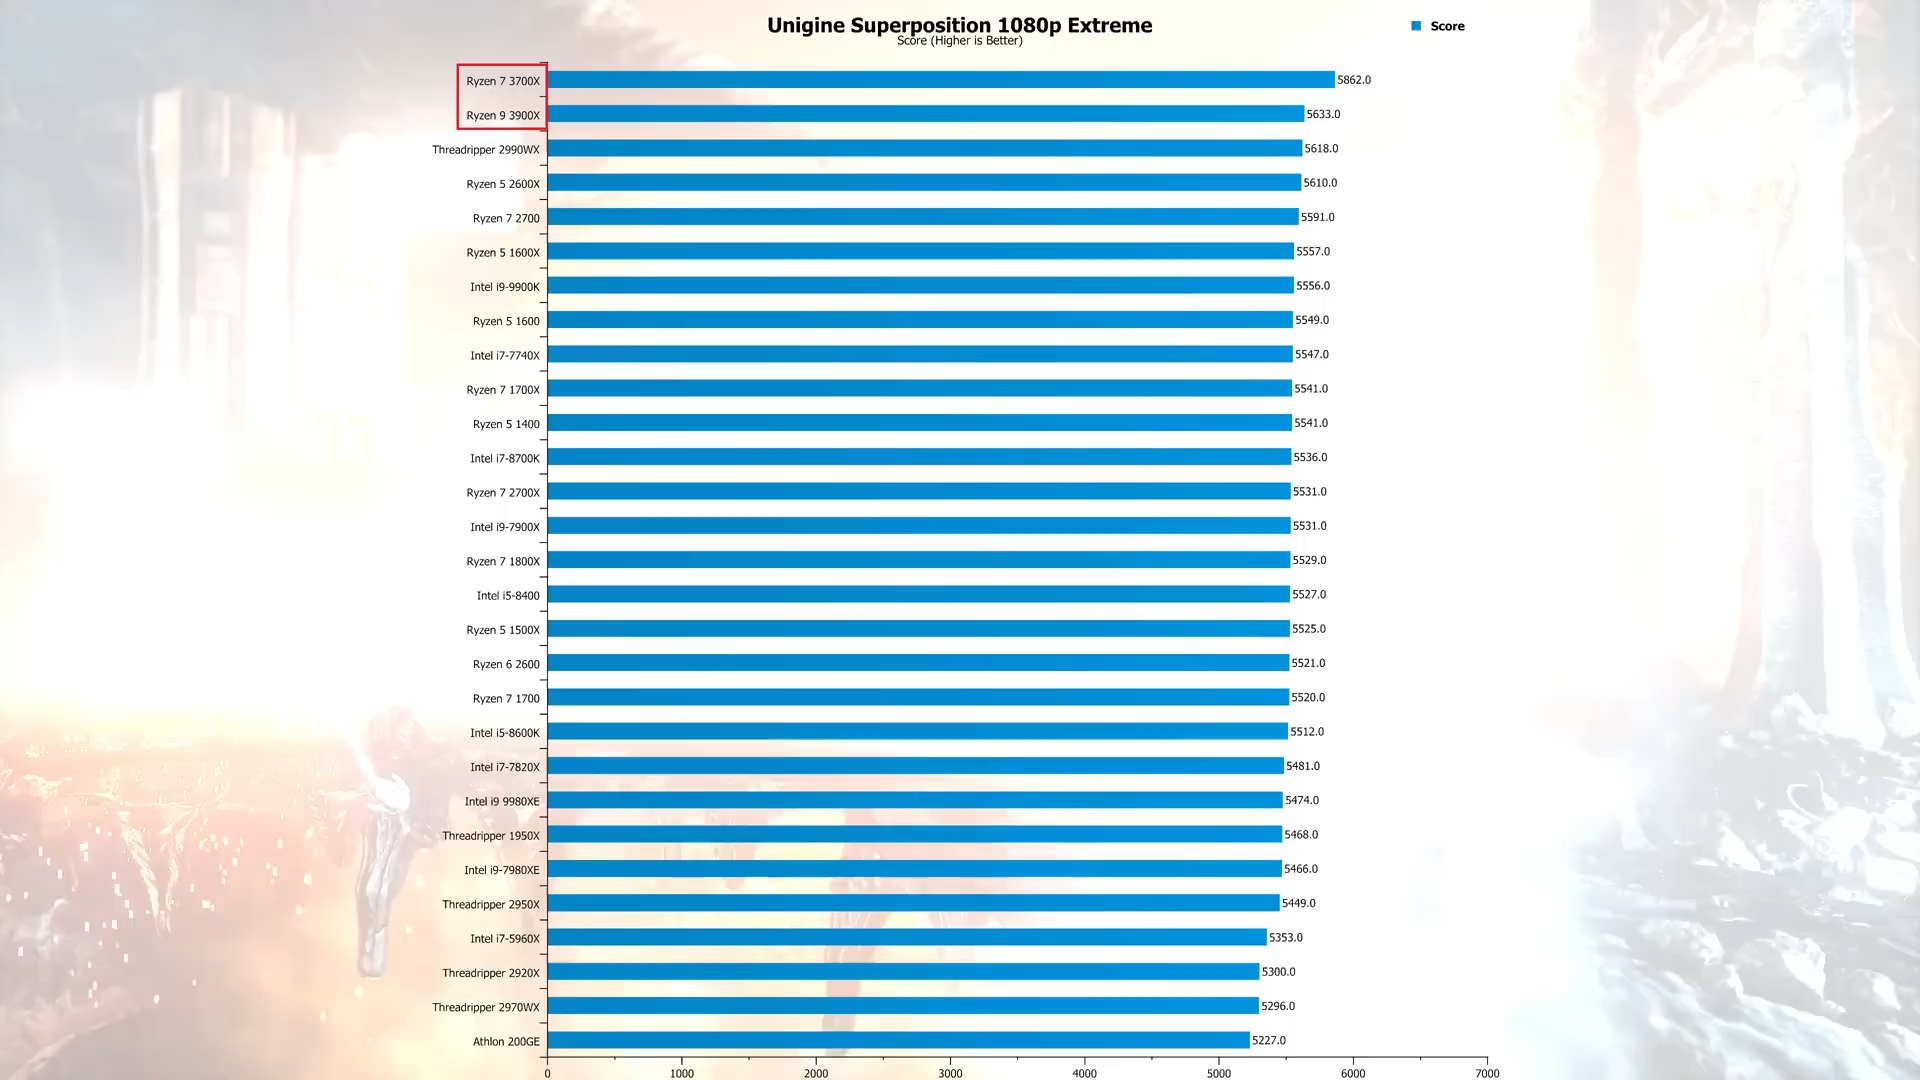 Unigine Superposition 1080p Extreme
Score (Higher is Better)
Score
Ryzen 7 3700X 5862.0
Ryzen 9 3900X 5633.0
Threadripper 2990WX 5618.0
Ryzen 5 2600X 5610.0
Ryzen 7 2700 5591.0
Ryzen 5 1600X 5557.0
Intel i9-9900K 5556.0
Ryzen 5 1600 5549.0
Intel i7-7740X 5547.0
Ryzen 7 1700X 5541.0
Ryzen 5 1400 5541.0
Intel i7-8700K 5536.0
Ryzen 7 2700X 5531.0
Intel i9-7900X 5531.0
Ryzen 7 1800X 5529.0
Intel i5-8400 5527.0
Ryzen 5 1500X 5525.0
Ryzen 6 2600 5521.0
Ryzen 7 1700 5520.0
Intel i5-8600K 5512.0
Intel i7-7820X 5481.0
Intel i9 9980XE 5474.0
Threadripper 1950X 5468.0
Intel i9-7980XE 5466.0
Threadripper 2950X 5449.0
Intel i7-5960X 5353.0
Threadripper 2920X 5300.0
Threadripper 2970WX 5296.0
Athlon 200GE 5227.0
0 1000 2000 3000 4000 5000 6000 7000